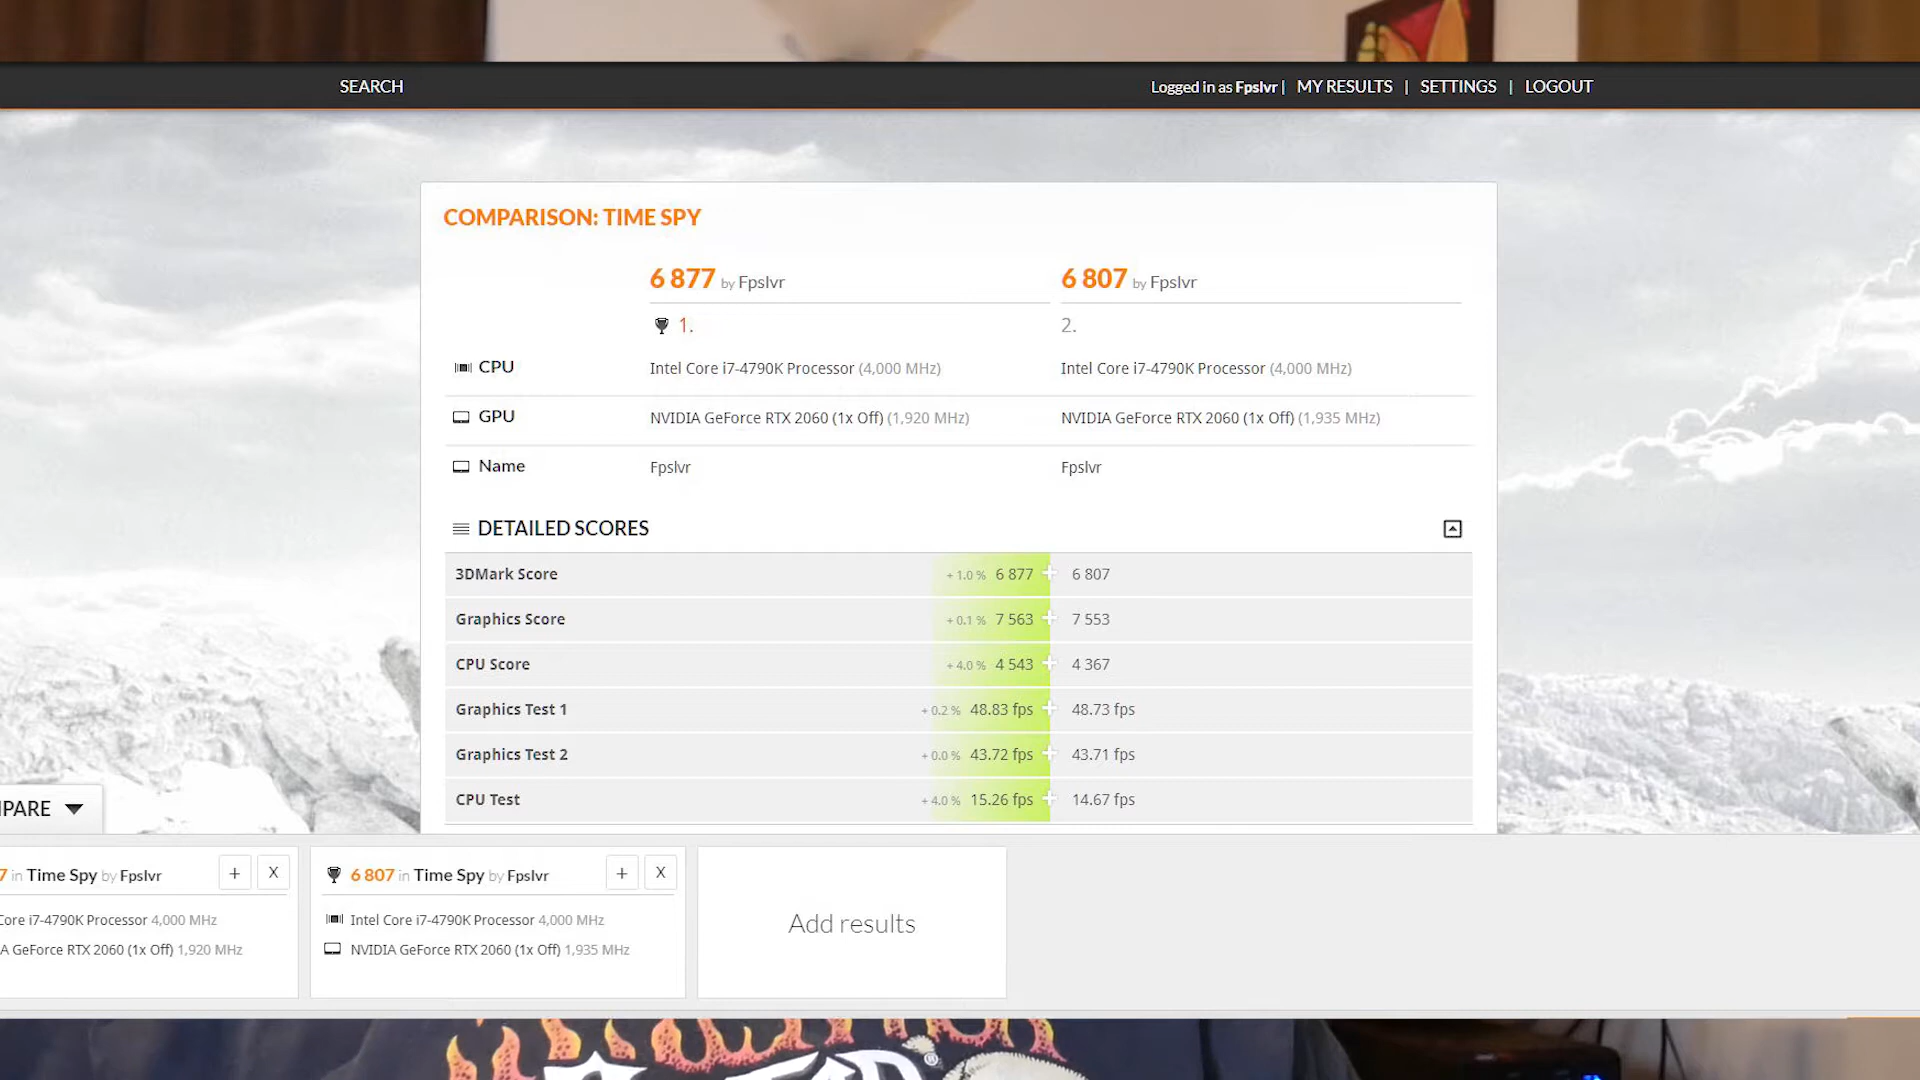 SEARCH
Logged in as Fpslvr | MY RESULTS | SETTINGS | LOGOUT
COMPARISON: TIME SPY
6 877 by Fpslvr 6 807 by Fpslvr
1. 2.
CPU Intel Core i7-4790K Processor (4,000 MHz) Intel Core i7-4790K Processor (4,000 MHz)
GPU NVIDIA GeForce RTX 2060 (1x Off) (1,920 MHz) NVIDIA GeForce RTX 2060 (1x Off) (1,935 MHz)
Name Fpslvr Fpslvr
DETAILED SCORES
3DMark Score + 1.0 % 6 877 6 807
Graphics Score + 0.1 % 7 563 7 553
CPU Score + 4.0 % 4 543 4 367
Graphics Test 1 + 0.2 % 48.83 fps 48.73 fps
Graphics Test 2 + 0.0 % 43.72 fps 43.71 fps
CPU Test + 4.0 % 15.26 fps 14.67 fps
MPARE
7 in Time Spy by Fpslvr + X 6 807 in Time Spy by Fpslvr + X
Core i7-4790K Processor 4,000 MHz Intel Core i7-4790K Processor 4,000 MHz
A GeForce RTX 2060 (1x Off) 1,920 MHz NVIDIA GeForce RTX 2060 (1x Off) 1,935 MHz
Add results